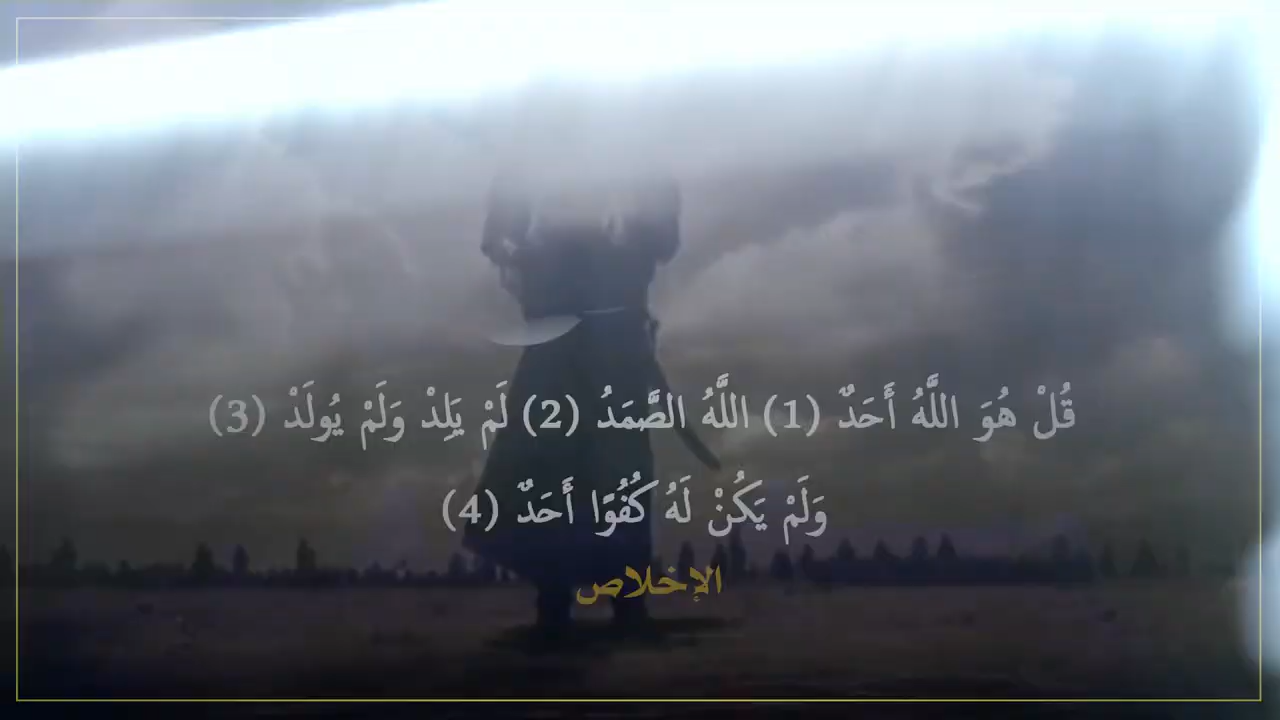 قُلْ هُوَ اللَّهُ أَحَدٌ (1) اللَّهُ الصَّمَدُ (2) لَمْ يَلِدْ وَلَمْ يُولَدْ (3)
وَلَمْ يَكُنْ لَهُ كُفُوًا أَحَدٌ (4)
الإخلاص